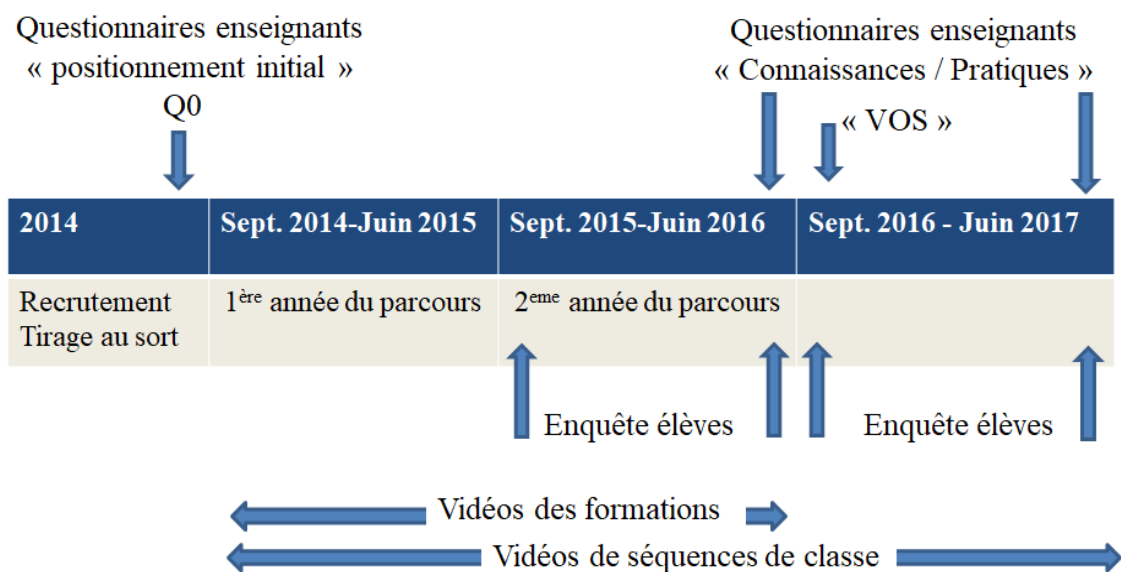 Questionnaires enseignants
« positionnement initial »
Q0
Questionnaires enseignants
« Connaissances / Pratiques »
« VOS »
2014
Sept. 2014-Juin 2015
Sept. 2015-Juin 2016
Sept. 2016 - Juin 2017
Recrutement
Tirage au sort
1ère année du parcours
2eme année du parcours
Enquête élèves
Enquête élèves
Vidéos des formations
Vidéos de séquences de classe